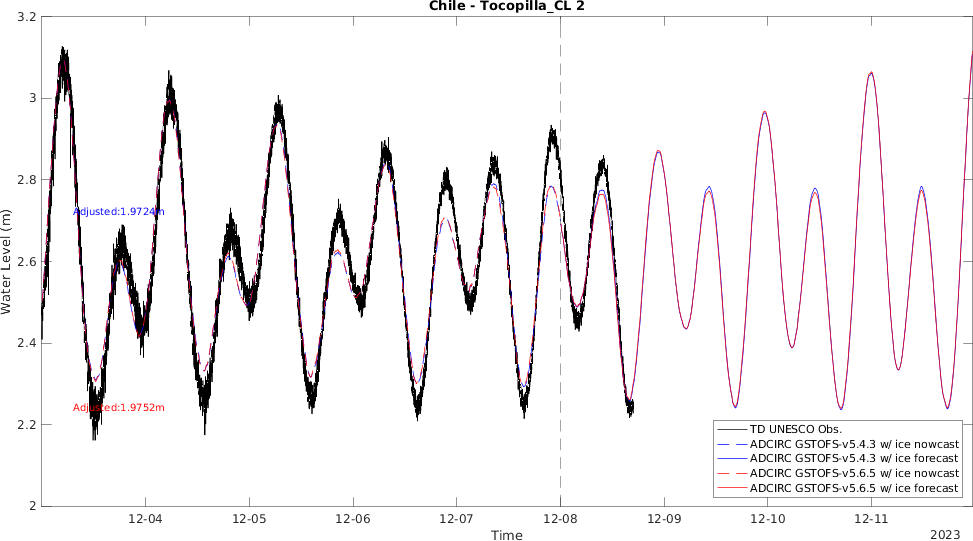 Chile - Tocopilla_CL 2
3.2
3
2.8
2.6
2.4
2.2
2
Water Level (m)
Adjusted:1.9724m
Adjusted:1.9752m
TD UNESCO Obs.
ADCIRC GSTOFS-v5.4.3 w/ ice nowcast
ADCIRC GSTOFS-v5.4.3 w/ ice forecast
ADCIRC GSTOFS-v5.6.5 w/ ice nowcast
ADCIRC GSTOFS-v5.6.5 w/ ice forecast
12-04 12-05 12-06 12-07 12-08 12-09 12-10 12-11
Time
2023